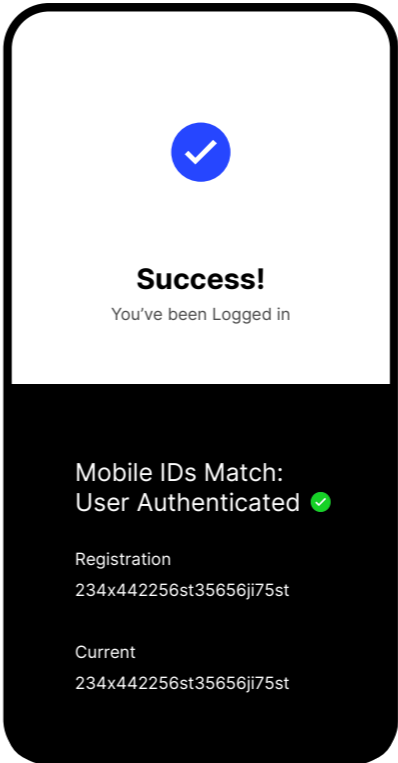 Success!
You’ve been Logged in
Mobile IDs Match:
User Authenticated
Registration
234x442256st35656ji75st
Current
234x442256st35656ji75st